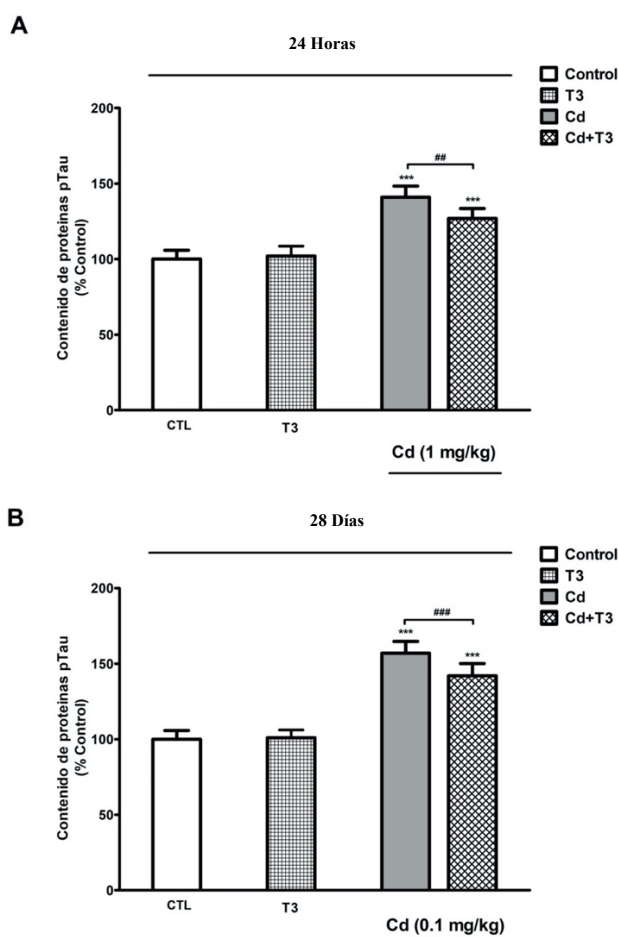 A
24 Horas
Control
T3
Cd
Cd+T3
Contenido de proteinas pTau
(% Control)
200
150
100
50
0
##
***
***
CTL
T3
Cd (1 mg/kg)
B
28 Días
Control
T3
Cd
Cd+T3
Contenido de proteinas pTau
(% Control)
200
150
100
50
0
###
***
***
CTL
T3
Cd (0.1 mg/kg)